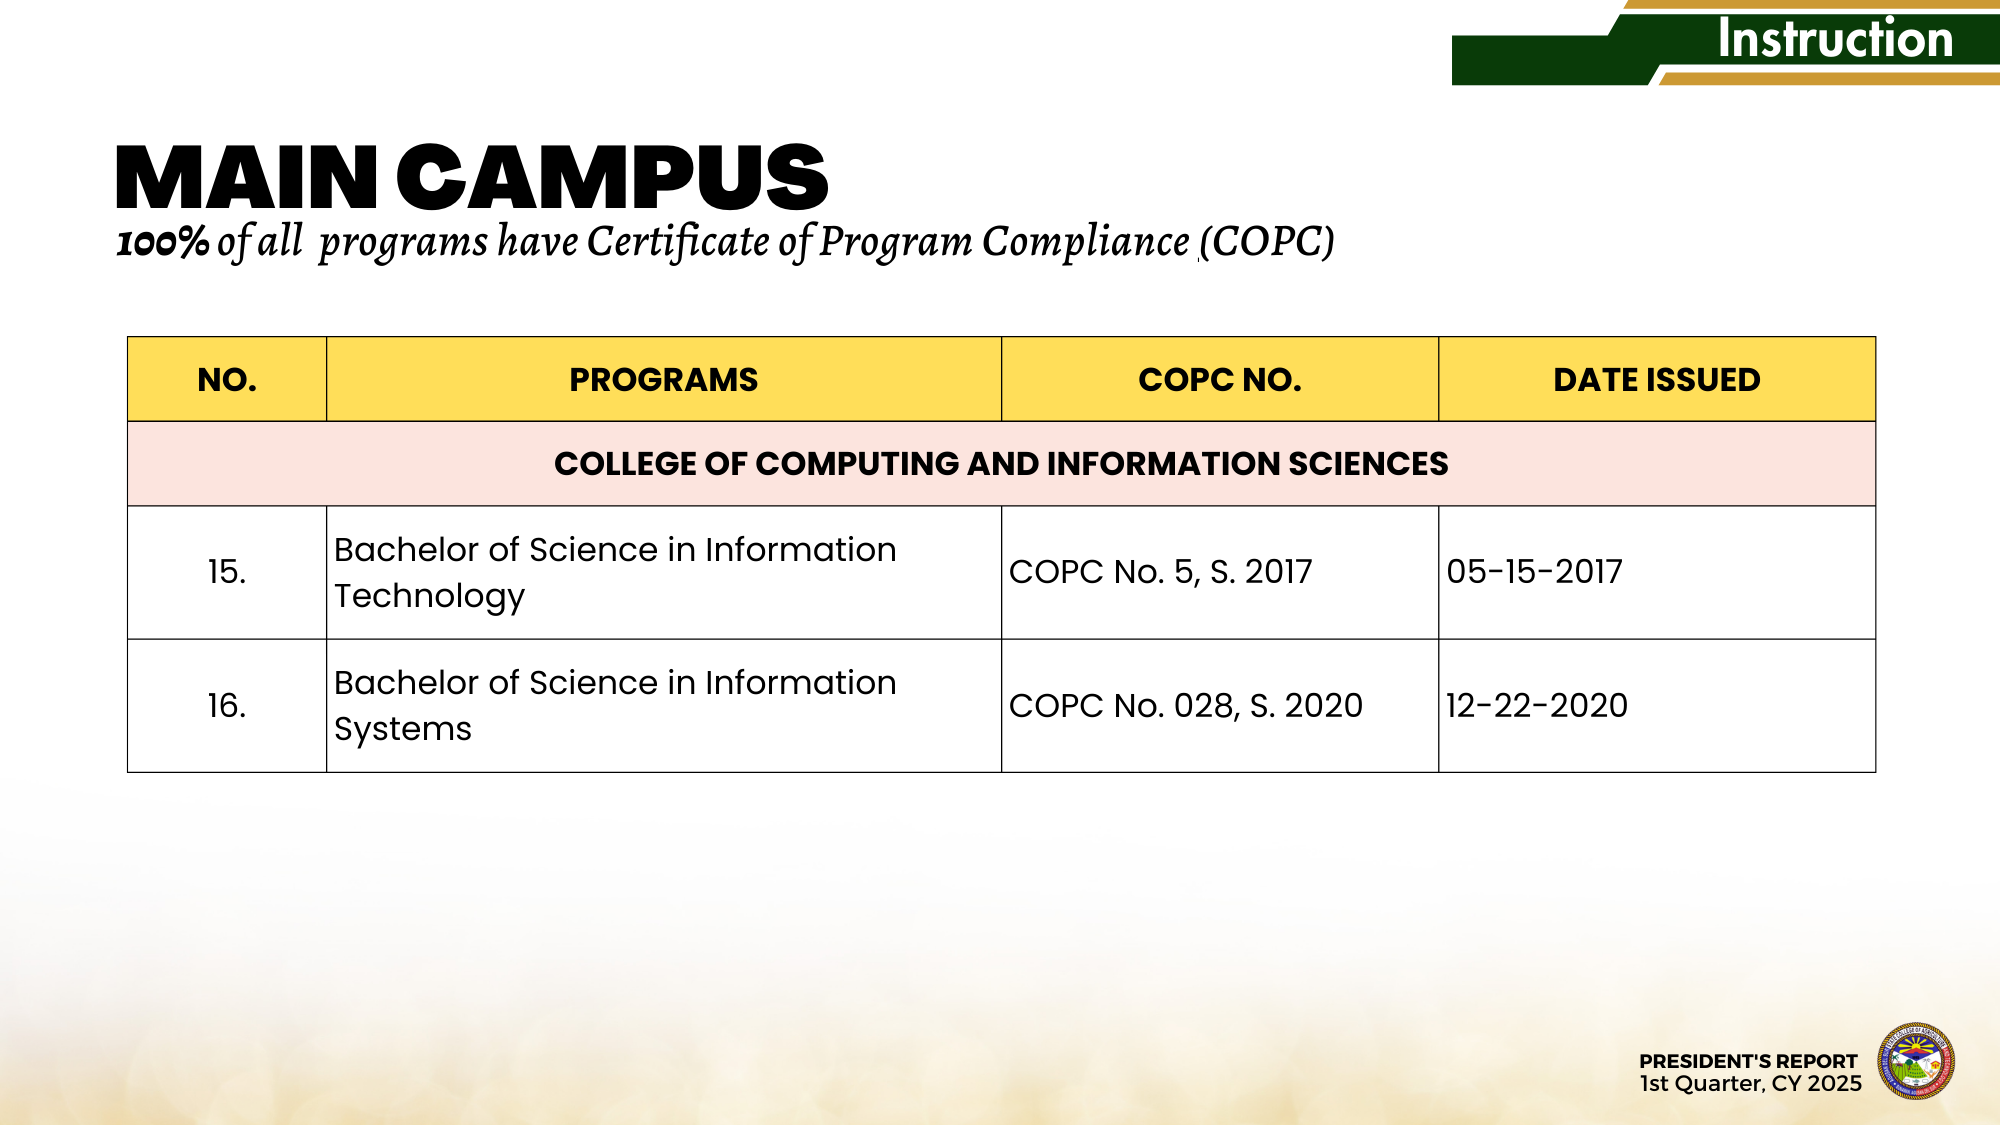 Instruction
MAIN CAMPUS
100% of all programs have Certificate of Program Compliance (COPC)
NO. PROGRAMS COPC NO. DATE ISSUED
COLLEGE OF COMPUTING AND INFORMATION SCIENCES
15. Bachelor of Science in Information Technology COPC No. 5, S. 2017 05-15-2017
16. Bachelor of Science in Information Systems COPC No. 028, S. 2020 12-22-2020
PRESIDENT'S REPORT
1st Quarter, CY 2025